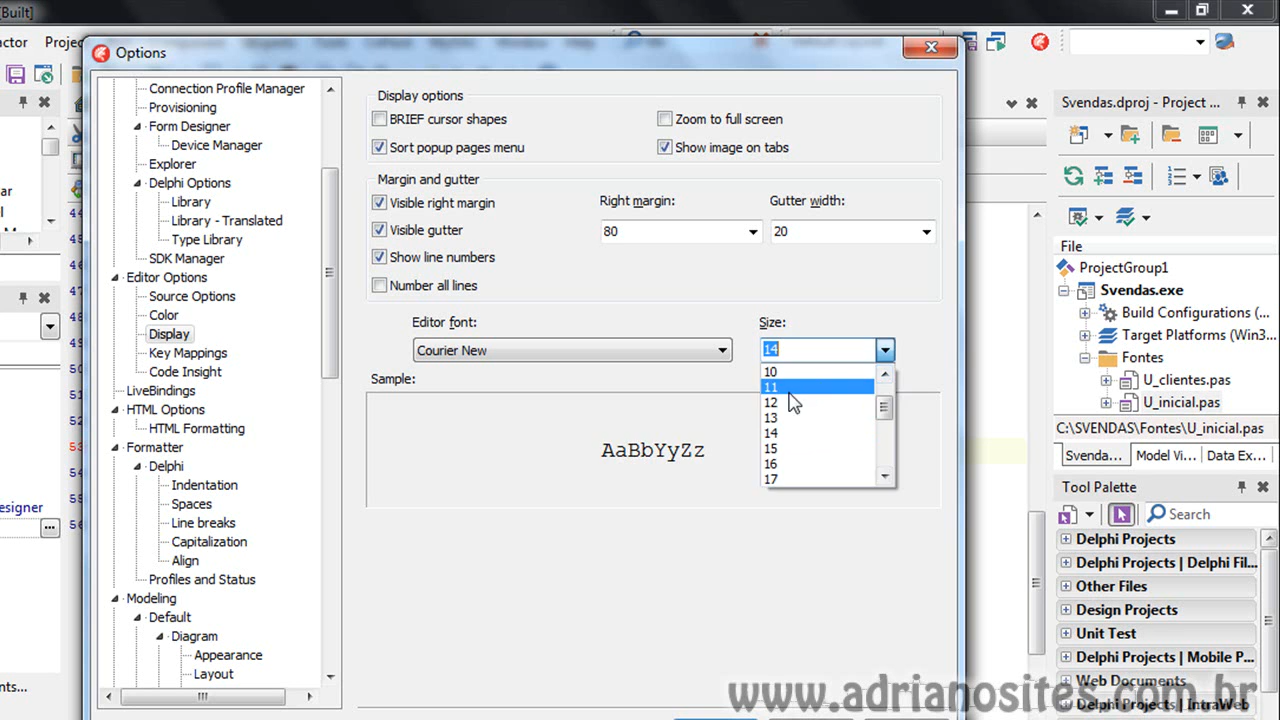 [Built]
actor Projec
Options
Connection Profile Manager
Provisioning
Form Designer
Device Manager
Explorer
Delphi Options
Library
Library - Translated
Type Library
SDK Manager
Editor Options
Source Options
Color
Display
Key Mappings
Code Insight
LiveBindings
HTML Options
HTML Formatting
Formatter
Delphi
Indentation
Spaces
Line breaks
Capitalization
Align
Profiles and Status
Modeling
Default
Diagram
Appearance
Layout
Display options
BRIEF cursor shapes
Zoom to full screen
Sort popup pages menu
Show image on tabs
Margin and gutter
Visible right margin
Right margin:
Gutter width:
Visible gutter
80
20
Show line numbers
Number all lines
Editor font:
Size:
Courier New
14
10
11
12
13
14
15
16
17
Sample:
AaBbYyZz
ar
esigner
nts...
Svendas.dproj - Project ...
File
ProjectGroup1
Svendas.exe
Build Configurations (...
Target Platforms (Win3...
Fontes
U_clientes.pas
U_inicial.pas
C:\SVENDAS\Fontes\U_inicial.pas
Svenda...
Model Vi...
Data Ex...
Tool Palette
Search
Delphi Projects
Delphi Projects | Delphi Fil...
Other Files
Design Projects
Unit Test
Delphi Projects | Mobile P...
Web Documents
Delphi Projects | IntraWeb
www.adrianosites.com.br